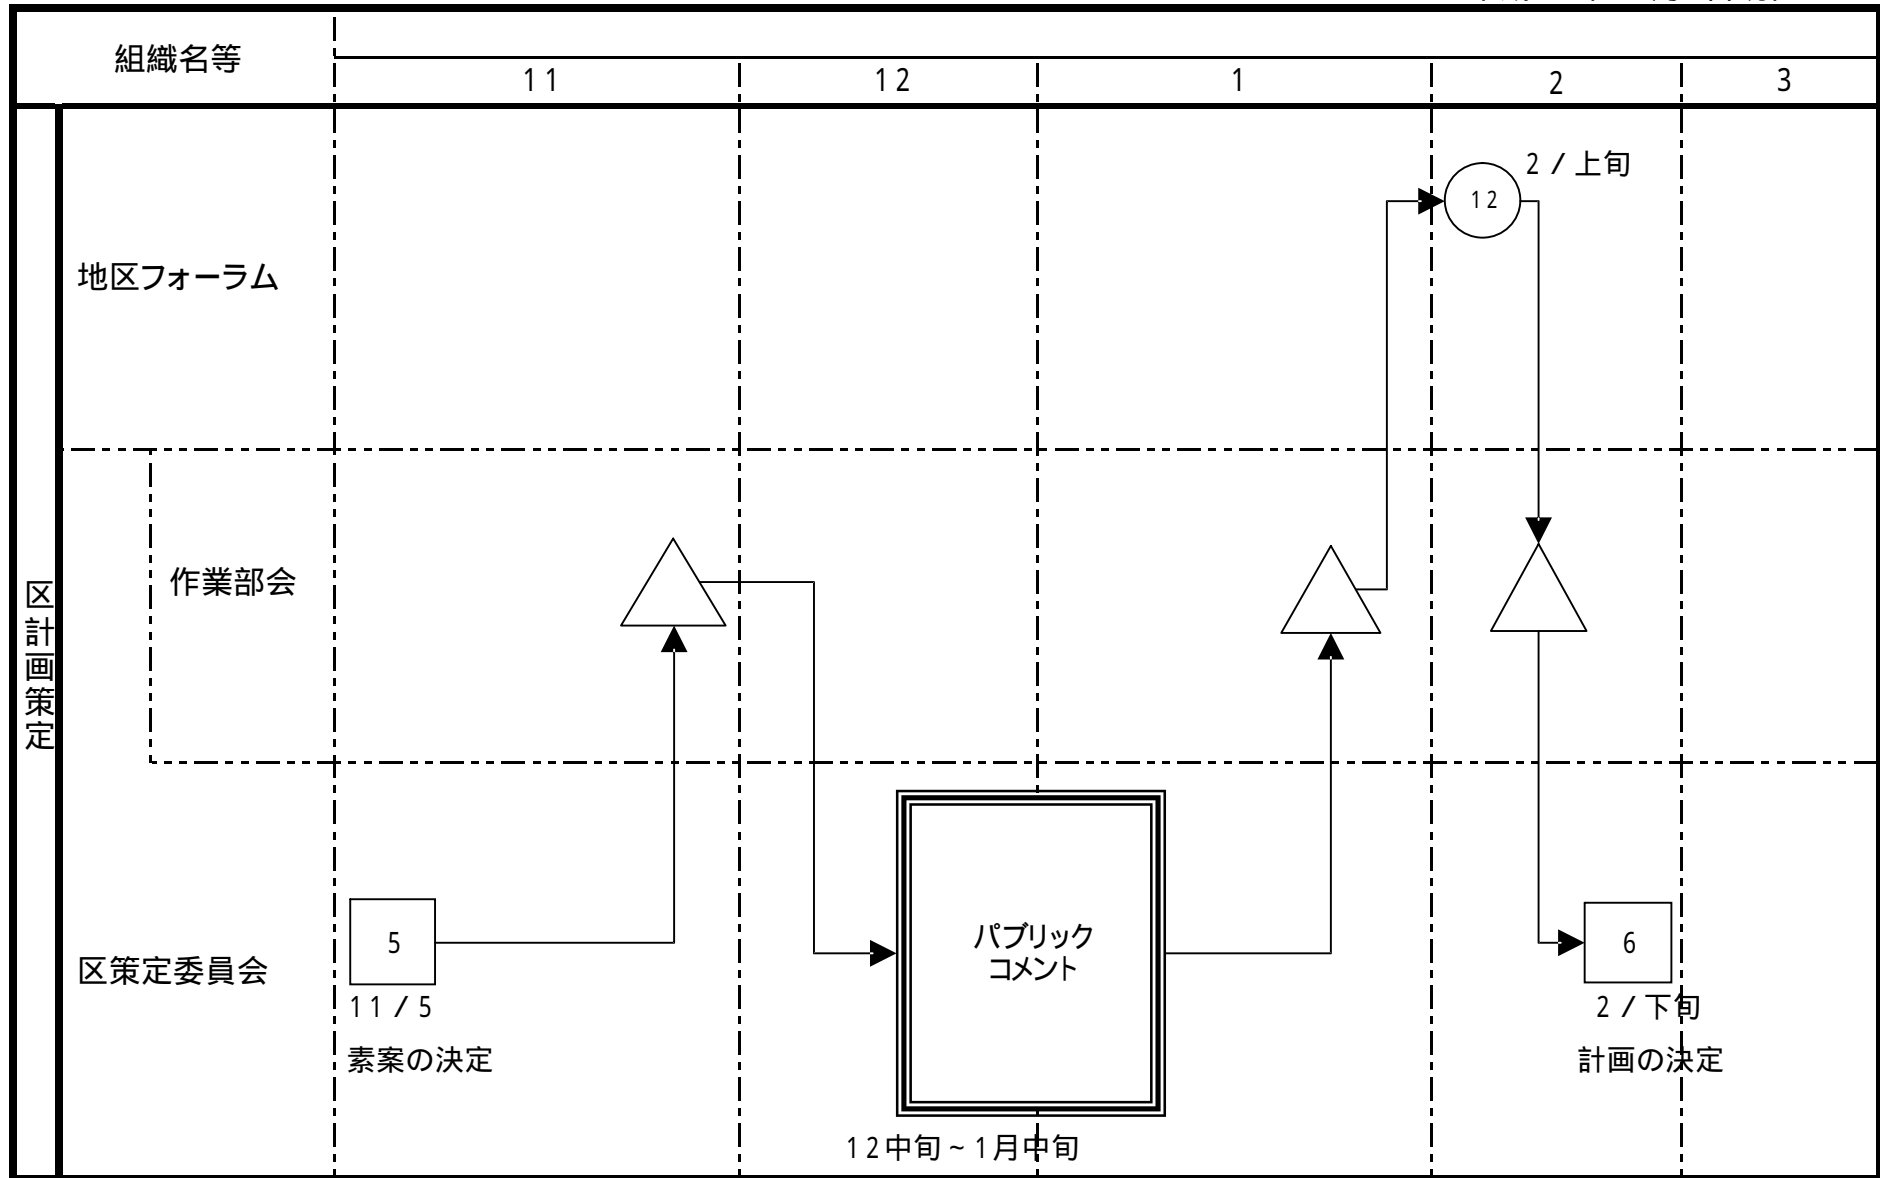 組織名等
11
12
1
2
3
区計画策定
地区フォーラム
12
2/上旬
作業部会
区策定委員会
5
11/5
素案の決定
パブリック
コメント
12中旬~1月中旬
6
2/下旬
計画の決定